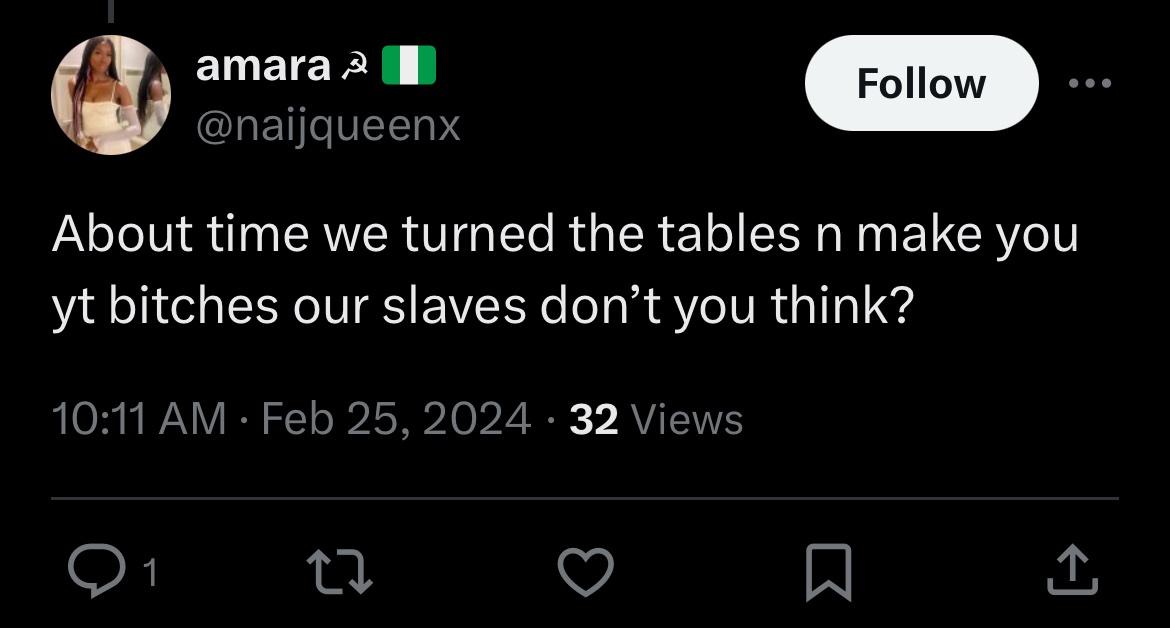 amara ☭ 🇳🇬
Follow
@naijqueenx
About time we turned the tables n make you
yt bitches our slaves don’t you think?
10:11 AM · Feb 25, 2024 · 32 Views
1